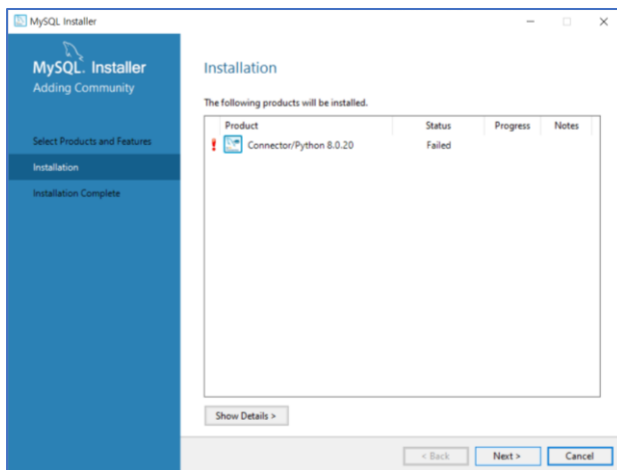 MySQL Installer
MySQL. Installer
Adding Community
Select Products and Features
Installation
Installation Complete
Installation
The following products will be installed.
Product Status Progress Notes
Connector/Python 8.0.20 Failed
Show Details >
< Back Next > Cancel